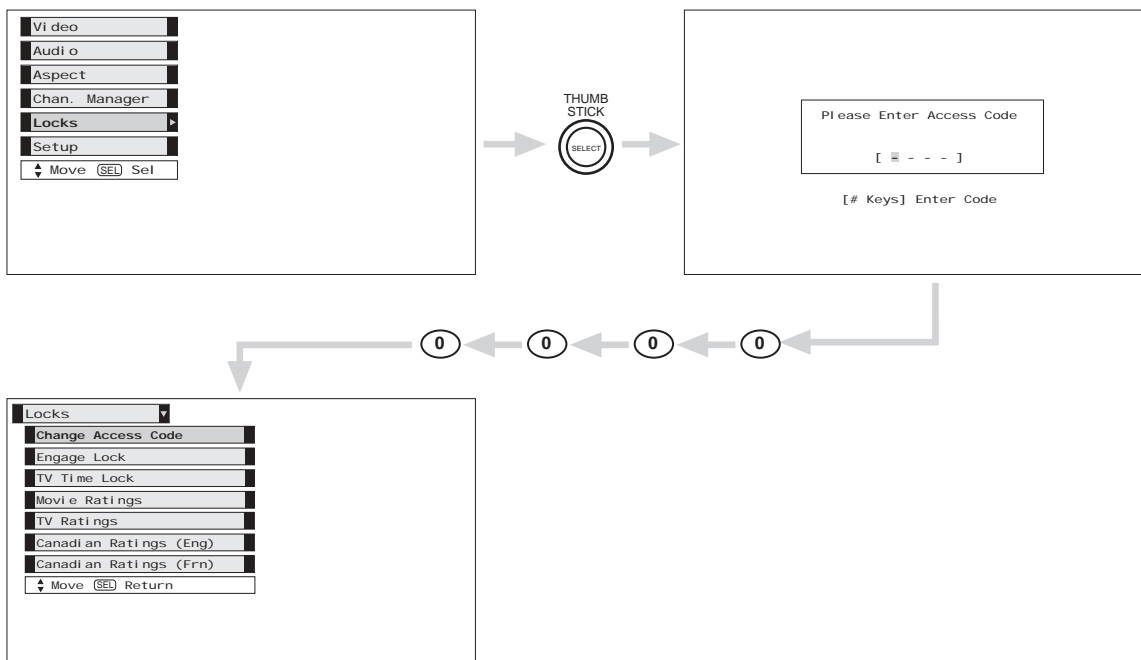 Video
Audio
Aspect
Chan. Manager
Locks
Setup
Move SEL Sel
THUMB
STICK
SELECT
Please Enter Access Code
[ - - - - ]
[# Keys] Enter Code
0 0 0 0
Locks
Change Access Code
Engage Lock
TV Time Lock
Movie Ratings
TV Ratings
Canadian Ratings (Eng)
Canadian Ratings (Frn)
Move SEL Return